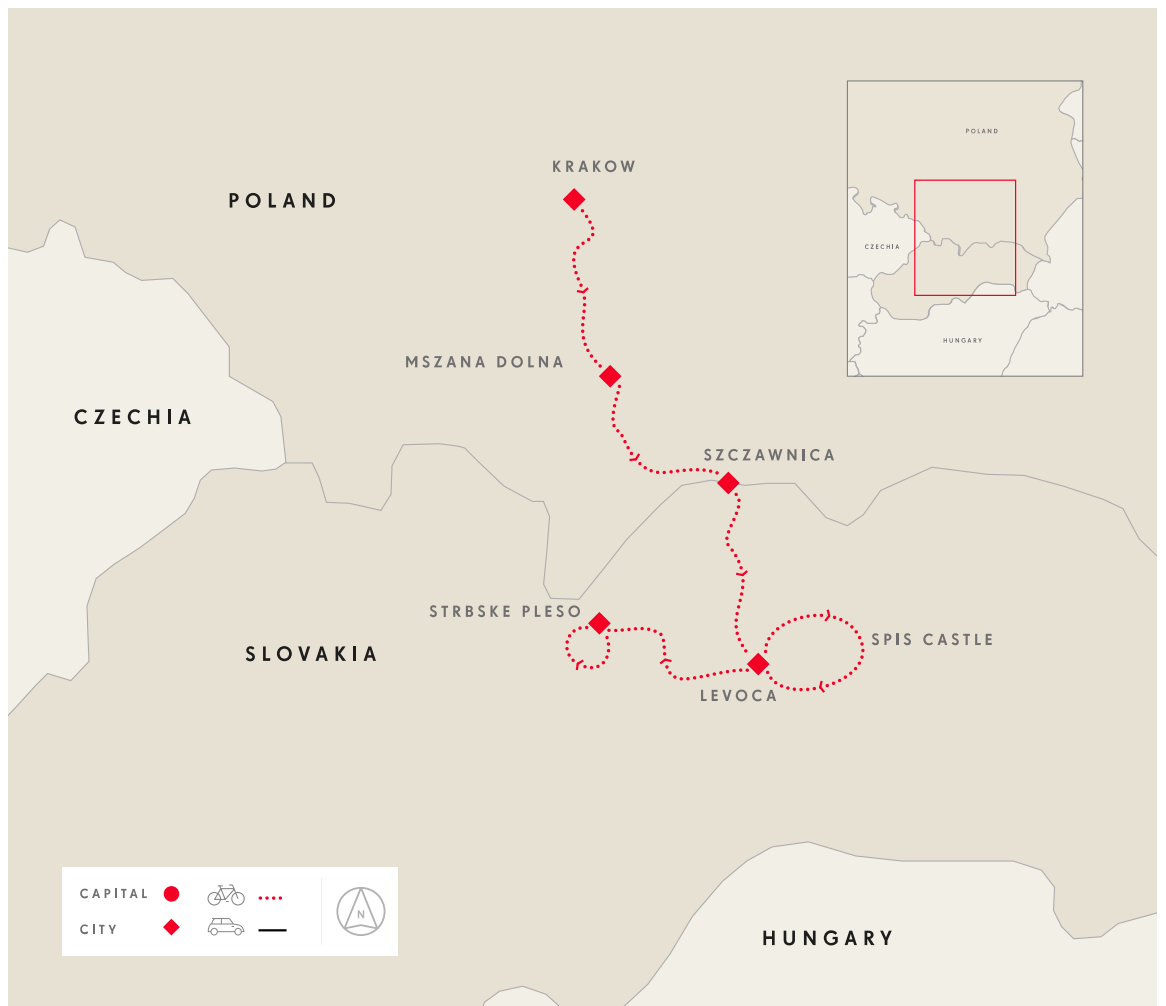 POLAND
KRAKOW
POLAND
CZECHIA
HUNGARY
MSZANA DOLNA
CZECHIA
SZCZAWNICA
STRBSKE PLESO
SPIS CASTLE
SLOVAKIA
LEVOCA
CAPITAL
CITY
N
HUNGARY